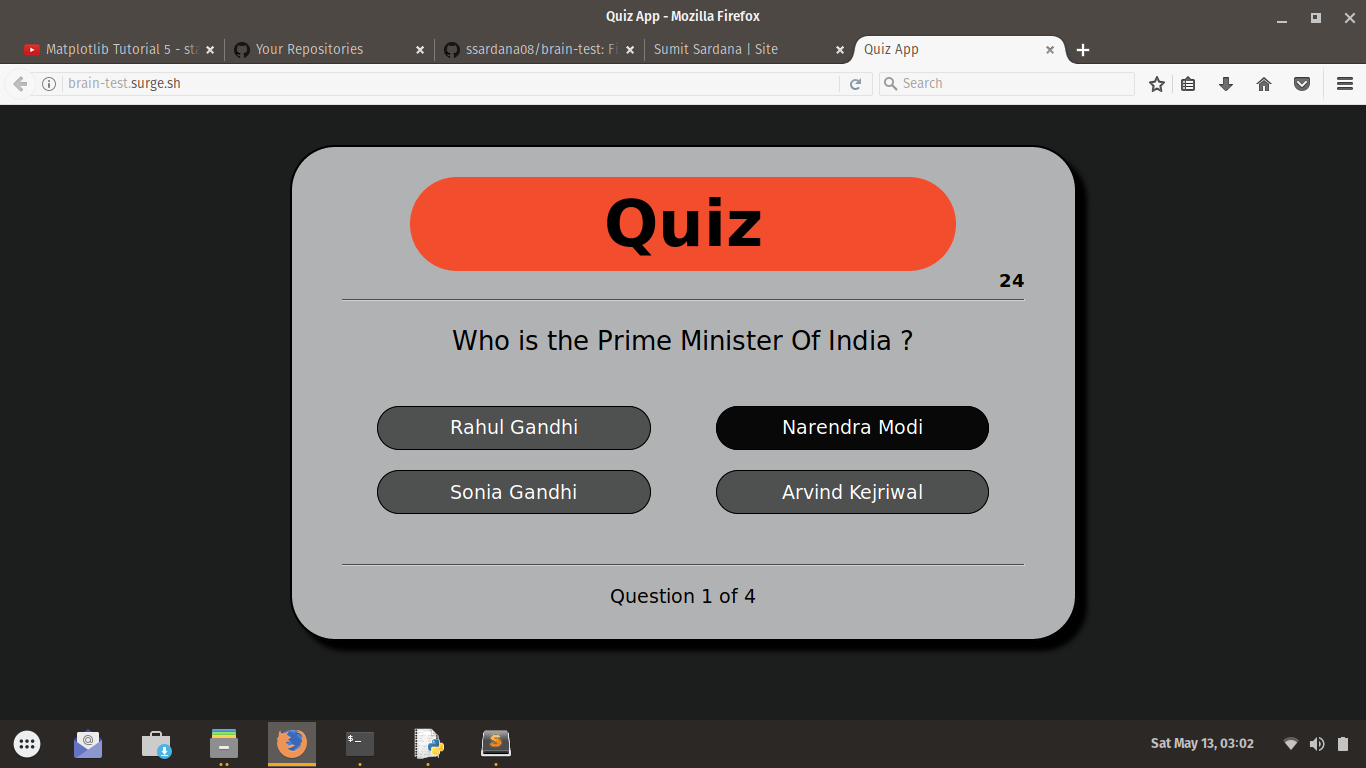 Quiz App - Mozilla Firefox
Matplotlib Tutorial 5 - sta
Your Repositories
ssardana08/brain-test: Fi
Sumit Sardana | Site
Quiz App
brain-test.surge.sh
Search
Quiz
24
Who is the Prime Minister Of India ?
Rahul Gandhi
Narendra Modi
Sonia Gandhi
Arvind Kejriwal
Question 1 of 4
Sat May 13, 03:02